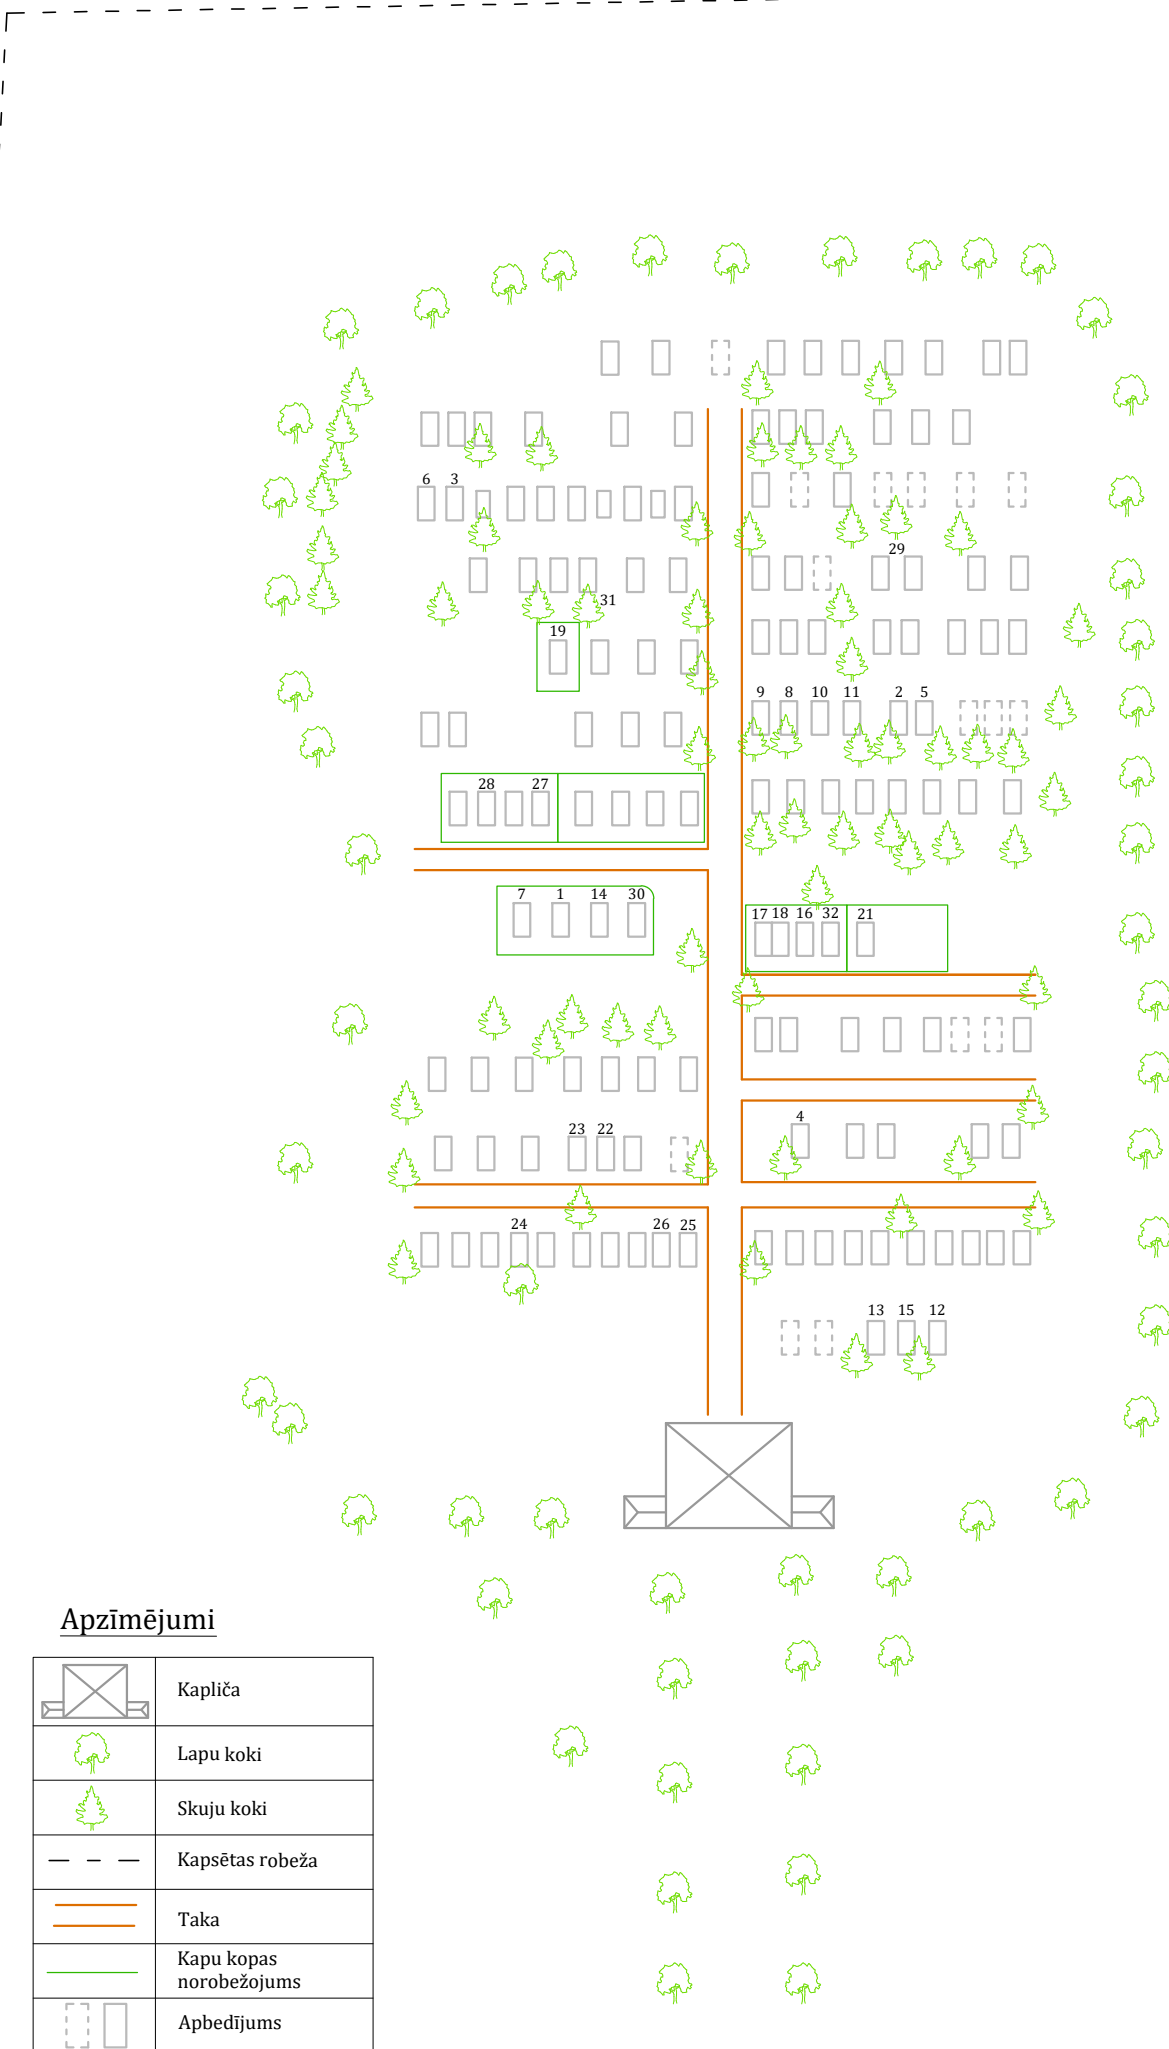 6 3
29
31
19
9 8 10 11 2 5
28 27
7 1 14 30
17 18 16 32 21
4
23 22
24 26 25
13 15 12
Apzīmējumi
Kapliča
Lapu koki
Skuju koki
Kapsētas robeža
Taka
Kapu kopas
norobežojums
Apbedījums